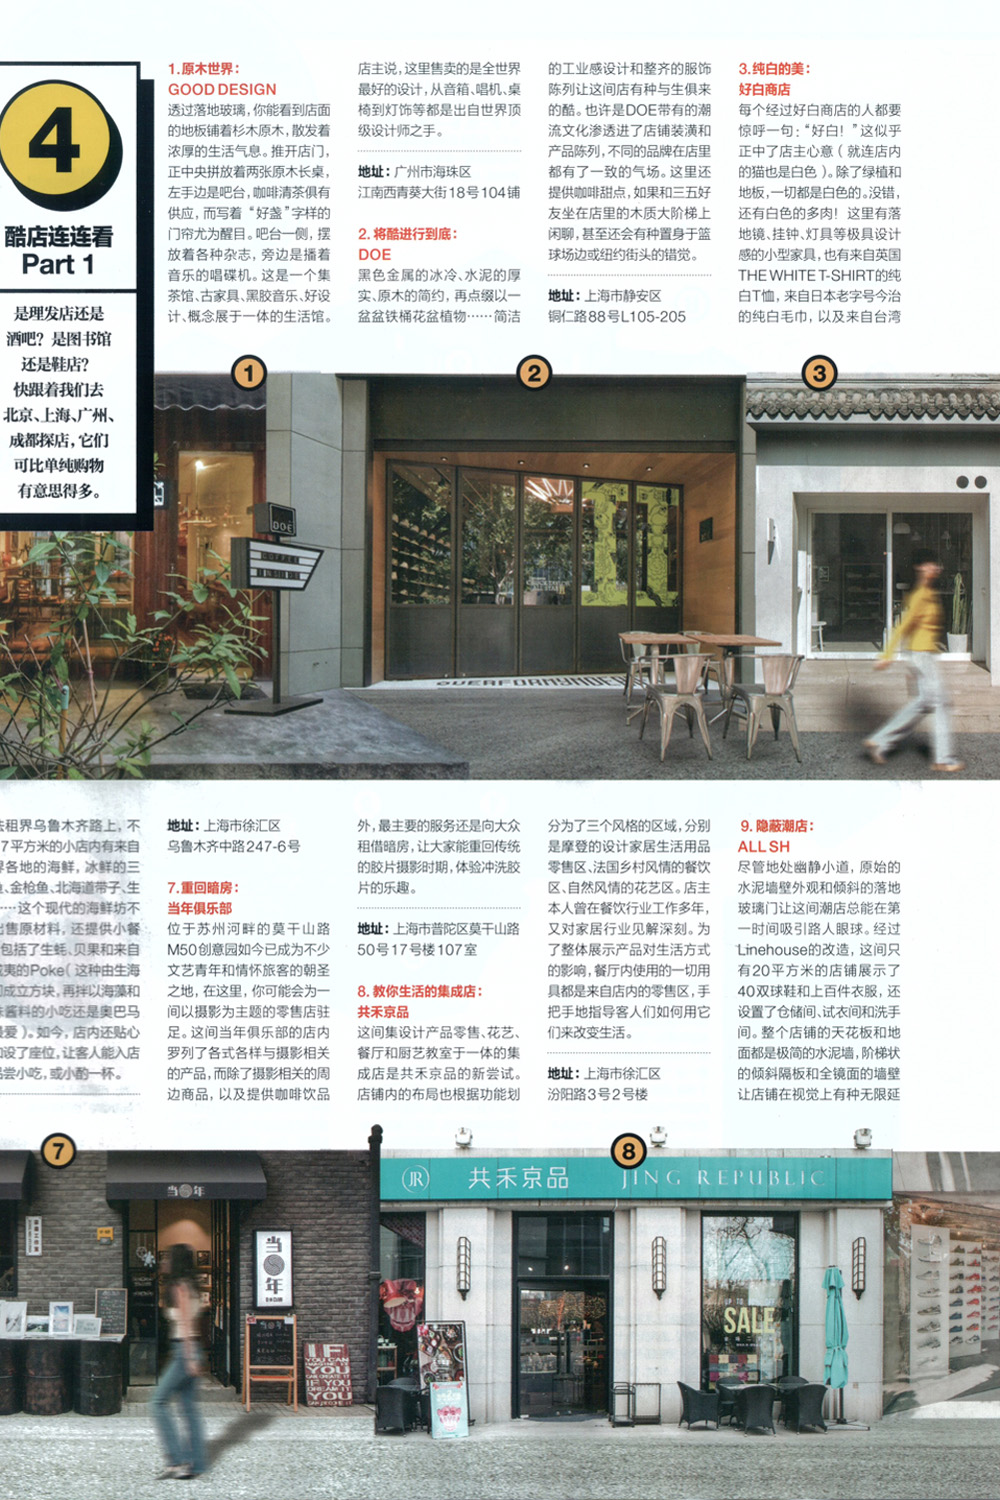 4
酷店连连看
Part 1
是理发店还是
酒吧？是图书馆
还是鞋店？
快跟着我们去
北京、上海、广州、
成都探店，它们
可比单纯购物
有意思得多。
1.原木世界：
GOOD DESIGN
透过落地玻璃，你能看到店面
的地板铺着杉木原木，散发着
浓厚的生活气息。推开店门，
正中央拼放着两张原木长桌，
左手边是吧台，咖啡清茶俱有
供应，而写着“好盏”字样的
门帘尤为醒目。吧台一侧，摆
放着各种杂志，旁边是播着
音乐的唱碟机。这是一个集
茶馆、古家具、黑胶音乐、好设
计、概念展于一体的生活馆。
店主说，这里售卖的是全世界
最好的设计，从音箱、唱机、桌
椅到灯饰等都是出自世界顶
级设计师之手。
地址：广州市海珠区
江南西青葵大街18号104铺
2. 将酷进行到底：
DOE
黑色金属的冰冷、水泥的厚
实、原木的简约，再点缀以一
盆盆铁桶花盆植物……简洁
的工业感设计和整齐的服饰
陈列让这间店有种与生俱来
的酷。也许是DOE带有的潮
流文化渗透进了店铺装潢和
产品陈列，不同的品牌在店里
都有了一致的气场。这里还
提供咖啡甜点，如果和三五好
友坐在店里的木质大阶梯上
闲聊，甚至还会有种置身于篮
球场边或纽约街头的错觉。
地址：上海市静安区
铜仁路88号L105-205
3.纯白的美：
好白商店
每个经过好白商店的人都要
惊呼一句：“好白！”这似乎
正中了店主心意（就连店内
的猫也是白色）。除了绿植和
地板，一切都是白色的。没错，
还有白色的多肉！这里有落
地镜、挂钟、灯具等极具设计
感的小型家具，也有来自英国
THE WHITE T-SHIRT的纯
白T恤，来自日本老字号今治
的纯白毛巾，以及来自台湾
1
2
3
DOE
法租界乌鲁木齐路上，不
7平方米的小店内有来自
界各地的海鲜，冰鲜的三
鱼、金枪鱼、北海道带子、生
……这个现代的海鲜坊不
出售原材料，还提供小餐
包括了生蚝、贝果和来自
威夷的Poke（这种由生海
切成立方块，再拌以海藻和
味酱料的小吃还是奥巴马
最爱）。如今，店内还贴心
加设了座位，让客人能入店
品尝小吃，或小酌一杯。
地址：上海市徐汇区
乌鲁木齐中路247-6号
7.重回暗房：
当年俱乐部
位于苏州河畔的莫干山路
M50创意园如今已成为不少
文艺青年和情怀旅客的朝圣
之地，在这里，你可能会为一
间以摄影为主题的零售店驻
足。这间当年俱乐部的店内
罗列了各式各样与摄影相关
的产品，而除了摄影相关的周
边商品，以及提供咖啡饮品
外，最主要的服务还是向大众
租借暗房，让大家能重回传统
的胶片摄影时期，体验冲洗胶
片的乐趣。
地址：上海市普陀区莫干山路
50号17号楼107室
8. 教你生活的集成店：
共禾京品
这间集设计产品零售、花艺、
餐厅和厨艺教室于一体的集
成店是共禾京品的新尝试。
店铺内的布局也根据功能划
分为了三个风格的区域，分别
是摩登的设计家居生活用品
零售区、法国乡村风情的餐饮
区、自然风情的花艺区。店主
本人曾在餐饮行业工作多年，
又对家居行业见解深刻。为
了整体展示产品对生活方式
的影响，餐厅内使用的一切用
具都是来自店内的零售区，手
把手地指导客人们如何用它
们来改变生活。
地址：上海市徐汇区
汾阳路3号2号楼
9. 隐蔽潮店：
ALL SH
尽管地处幽静小道，原始的
水泥墙壁外观和倾斜的落地
玻璃门让这间潮店总能在第
一时间吸引路人眼球。经过
Linehouse的改造，这间只
有20平方米的店铺展示了
40双球鞋和上百件衣服，还
设置了仓储间、试衣间和洗手
间。整个店铺的天花板和地
面都是极简的水泥墙，阶梯状
的倾斜隔板和全镜面的墙壁
让店铺在视觉上有种无限延
7
8
当年
当年
JR 共禾京品 JING REPUBLIC
UP TO
SALE
IF
YOU CAN
YOU
IF YOU
DREAM IT
YOU